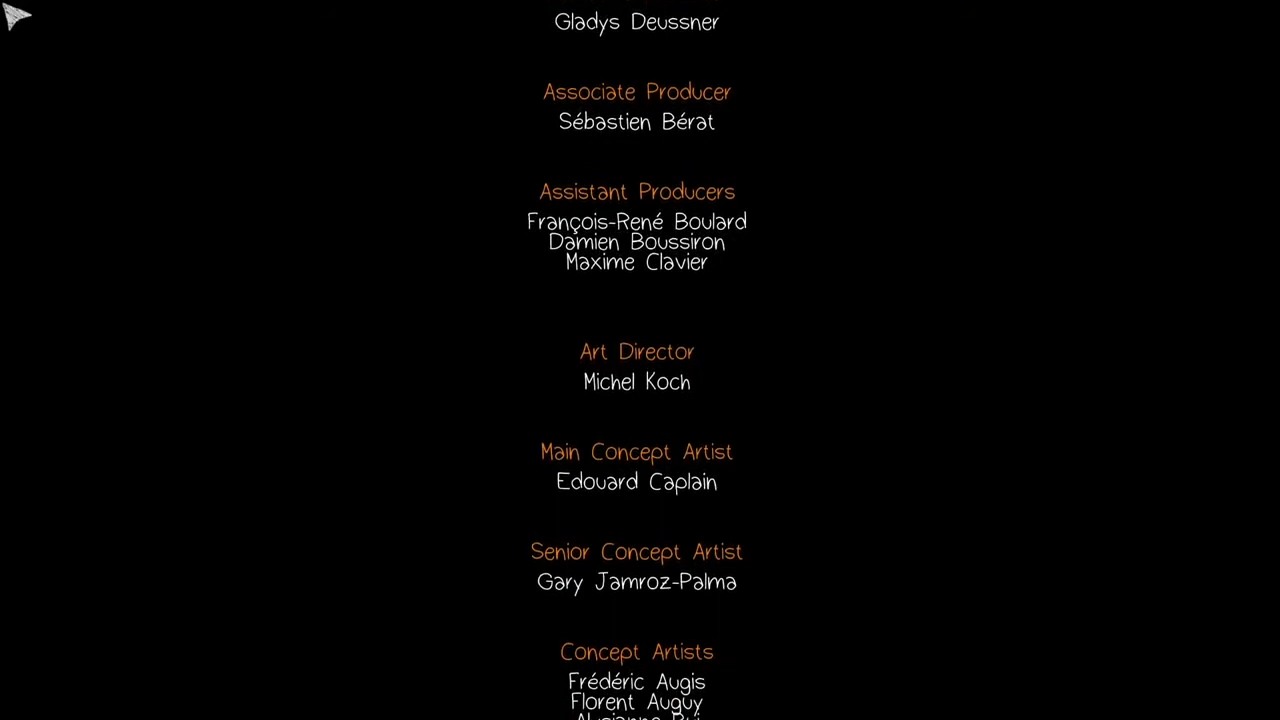 Gladys Deussner
Associate Producer
Sébastien Bérat
Assistant Producers
François-René Boulard
Damien Boussiron
Maxime Clavier
Art Director
Michel Koch
Main Concept Artist
Edouard Caplain
Senior Concept Artist
Gary Jamroz-Palma
Concept Artists
Frédéric Augis
Florent Auguy